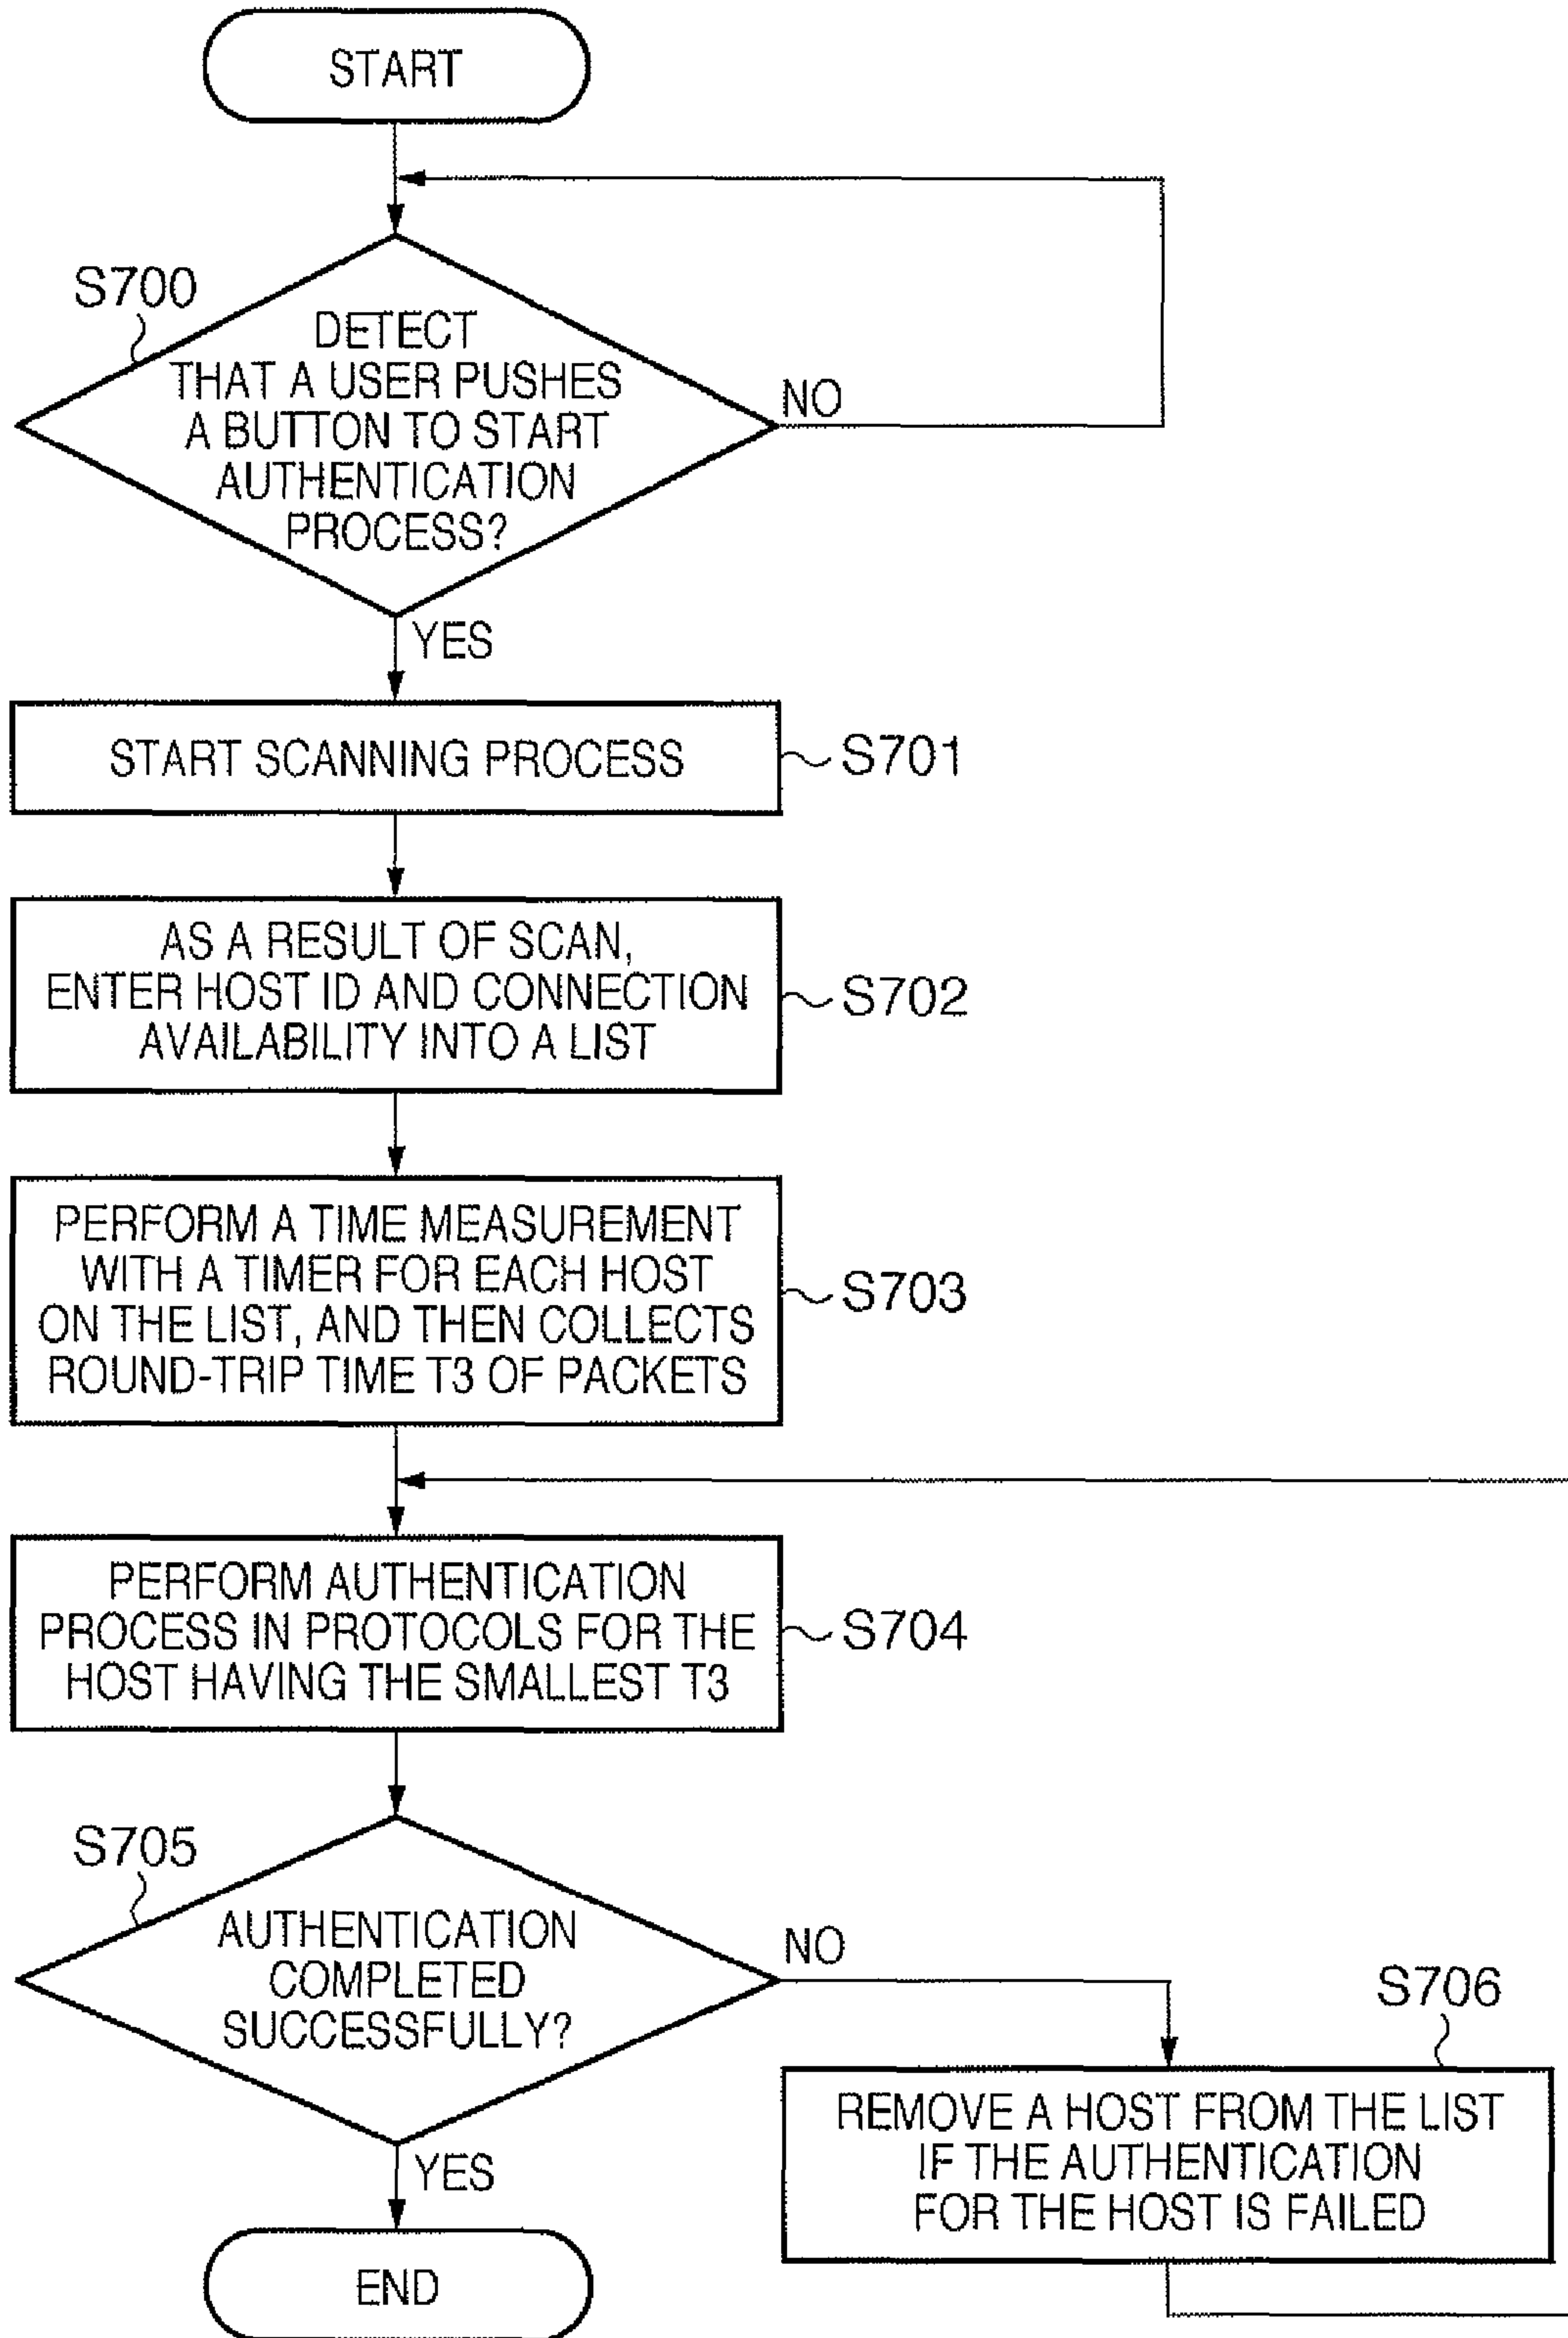 START
S700
DETECT
THAT A USER PUSHES
A BUTTON TO START
AUTHENTICATION
PROCESS?
NO
YES
START SCANNING PROCESS
S701
AS A RESULT OF SCAN,
ENTER HOST ID AND CONNECTION
AVAILABILITY INTO A LIST
S702
PERFORM A TIME MEASUREMENT
WITH A TIMER FOR EACH HOST
ON THE LIST, AND THEN COLLECTS
ROUND-TRIP TIME T3 OF PACKETS
S703
PERFORM AUTHENTICATION
PROCESS IN PROTOCOLS FOR THE
HOST HAVING THE SMALLEST T3
S704
S705
AUTHENTICATION
COMPLETED
SUCCESSFULLY?
NO
YES
S706
REMOVE A HOST FROM THE LIST
IF THE AUTHENTICATION
FOR THE HOST IS FAILED
END